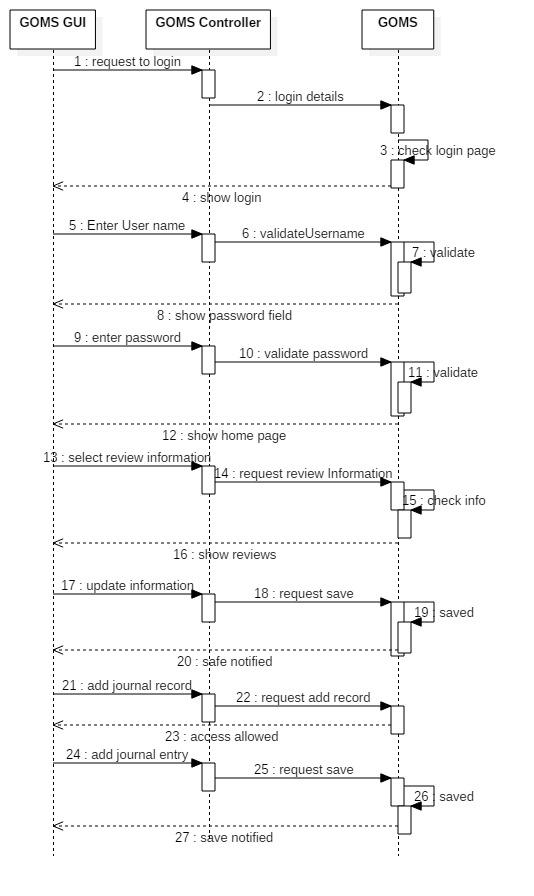 GOMS GUI
GOMS Controller
GOMS
1 : request to login
2 : login details
3 : check login page
4 : show login
5 : Enter User name
6 : validateUsername
7 : validate
8 : show password field
9 : enter password
10 : validate password
11 : validate
12 : show home page
13 : select review information
14 : request review Information
15 : check info
16 : show reviews
17 : update information
18 : request save
19 : saved
20 : safe notified
21 : add journal record
22 : request add record
23 : access allowed
24 : add journal entry
25 : request save
26 : saved
27 : save notified